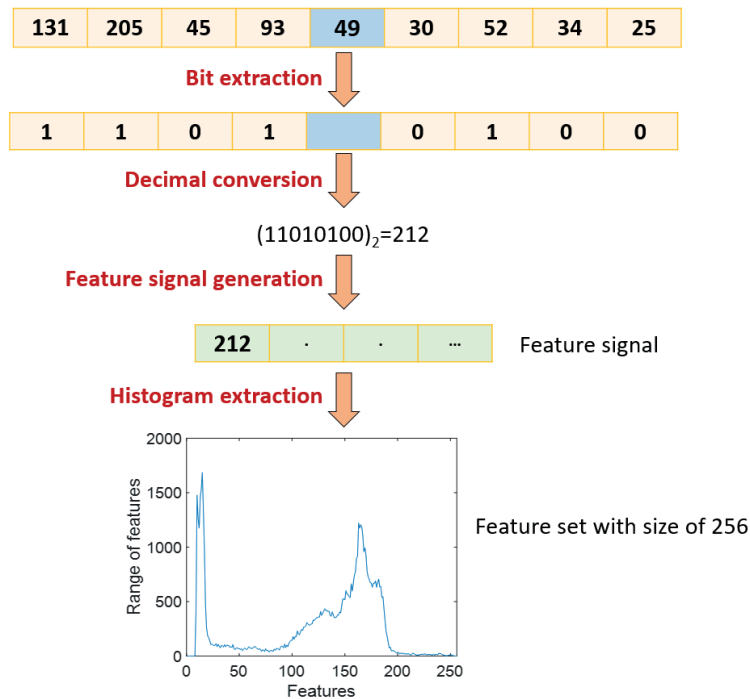 131 205 45 93 49 30 52 34 25
Bit extraction
1 1 0 1 0 1 0 0
Decimal conversion
(11010100)₂=212
Feature signal generation
212 . . ...
Feature signal
Histogram extraction
2000
1500
1000
500
0
Range of features
0 50 100 150 200 250
Features
Feature set with size of 256